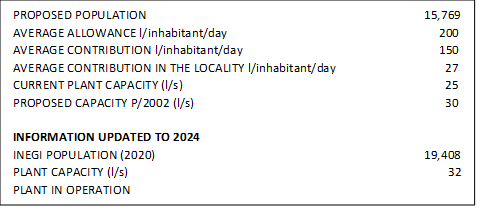 PROPOSED POPULATION 15,769
AVERAGE ALLOWANCE l/inhabitant/day 200
AVERAGE CONTRIBUTION l/inhabitant/day 150
AVERAGE CONTRIBUTION IN THE LOCALITY l/inhabitant/day 27
CURRENT PLANT CAPACITY (l/s) 25
PROPOSED CAPACITY P/2002 (l/s) 30
INFORMATION UPDATED TO 2024
INEGI POPULATION (2020) 19,408
PLANT CAPACITY (l/s) 32
PLANT IN OPERATION